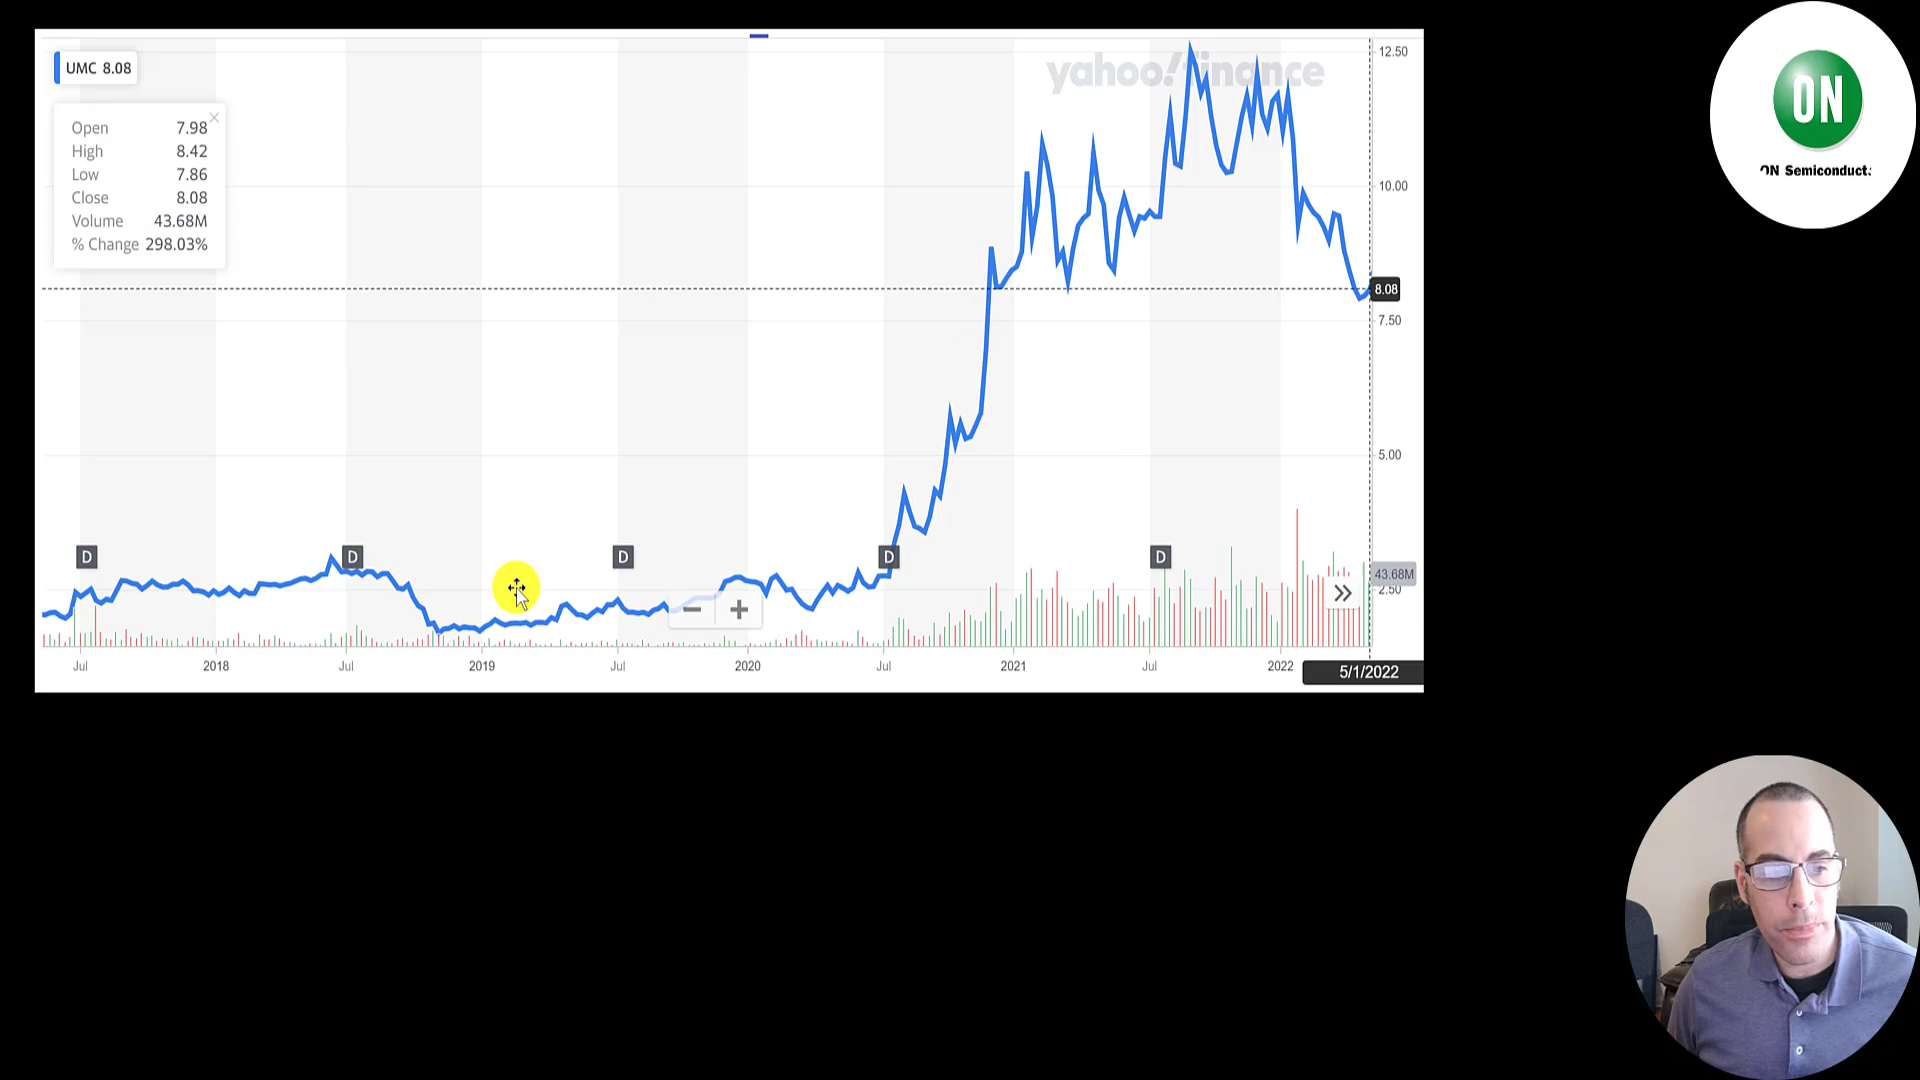 UMC 8.08
yahoo!finance
12.50
Open 7.98
High 8.42
Low 7.86
Close 8.08
Volume 43.68M
% Change 298.03%
10.00
8.08
7.50
5.00
D D D D D
43.68M
2.50
Jul 2018 Jul 2019 Jul 2020 Jul 2021 Jul 2022
5/1/2022
ON
ON Semiconduct